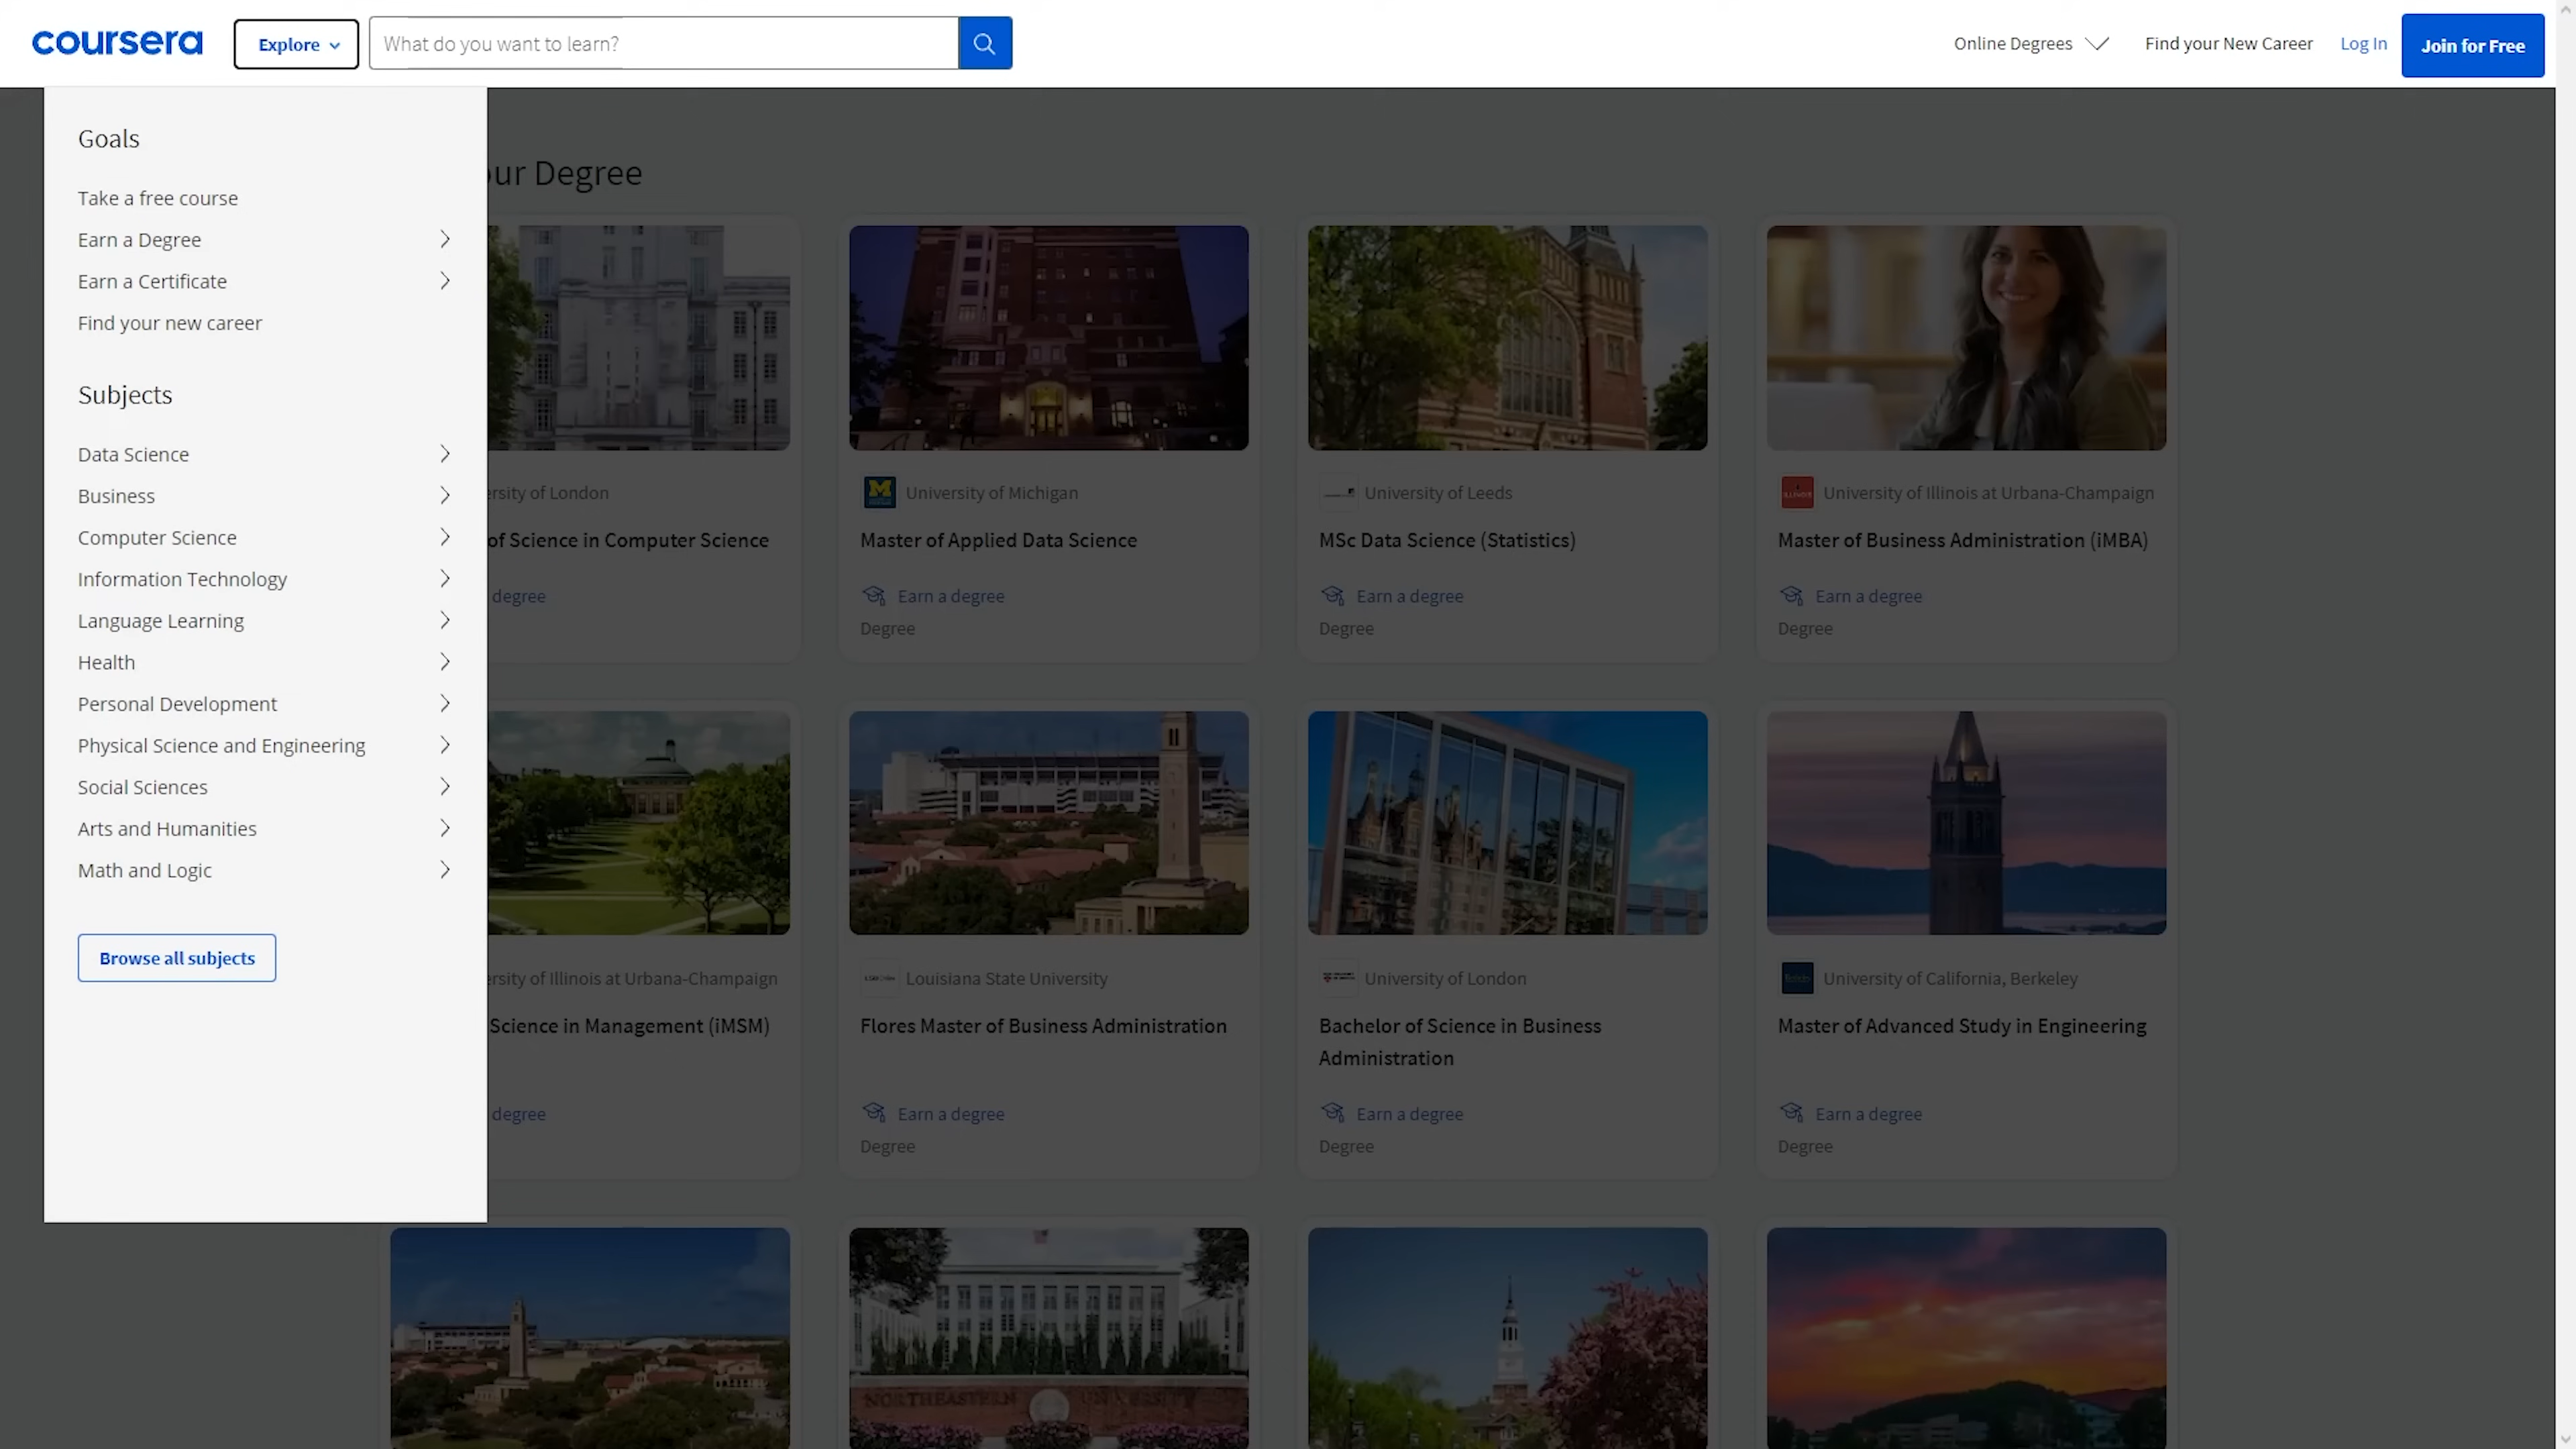 coursera
Explore
What do you want to learn?
Online Degrees
Find your New Career
Log In
Join for Free
Goals
Take a free course
Earn a Degree
Earn a Certificate
Find your new career
Subjects
Data Science
Business
Computer Science
Information Technology
Language Learning
Health
Personal Development
Physical Science and Engineering
Social Sciences
Arts and Humanities
Math and Logic
Browse all subjects
our Degree
ersity of London
of Science in Computer Science
degree
University of Michigan
Master of Applied Data Science
Earn a degree
Degree
University of Leeds
MSc Data Science (Statistics)
Earn a degree
Degree
ILLINOIS
University of Illinois at Urbana-Champaign
Master of Business Administration (iMBA)
Earn a degree
Degree
ersity of Illinois at Urbana-Champaign
Science in Management (iMSM)
degree
Louisiana State University
Flores Master of Business Administration
Earn a degree
Degree
University of London
Bachelor of Science in Business
Administration
Earn a degree
Degree
University of California, Berkeley
Master of Advanced Study in Engineering
Earn a degree
Degree
NORTHEASTERN UNIVERSITY